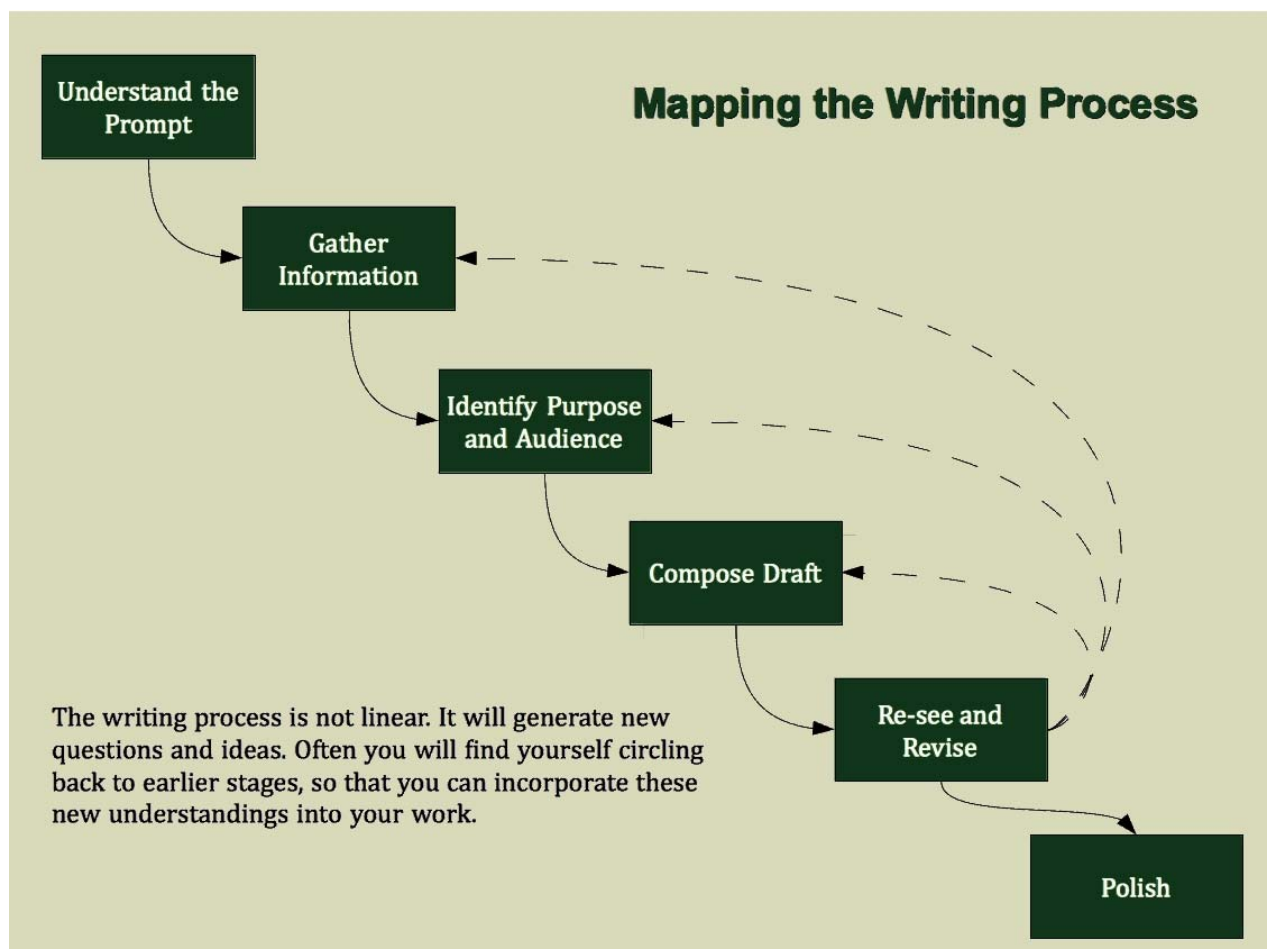 Mapping the Writing Process
Understand the
Prompt
Gather
Information
Identify Purpose
and Audience
Compose Draft
Re-see and
Revise
Polish
The writing process is not linear. It will generate new
questions and ideas. Often you will find yourself circling
back to earlier stages, so that you can incorporate these
new understandings into your work.